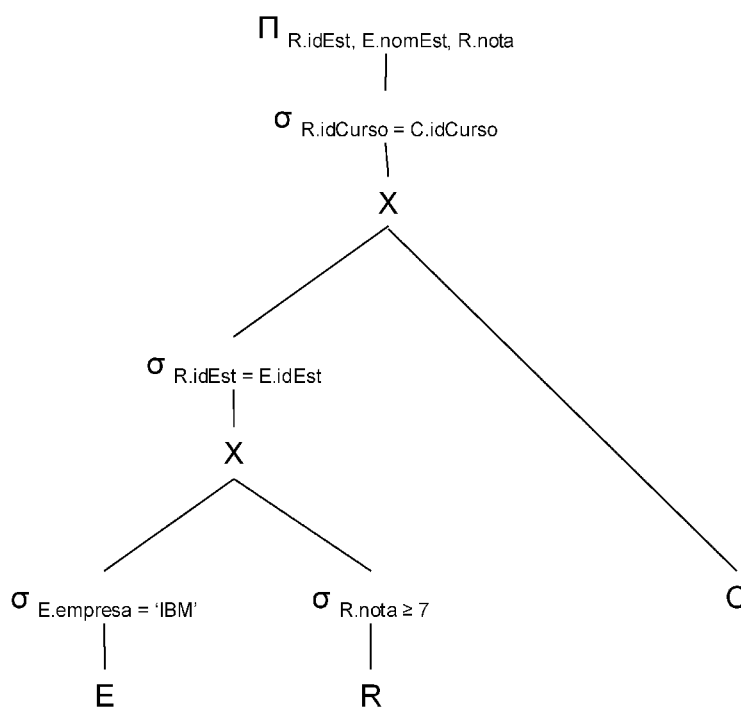 Π R.idEst, E.nomEst, R.nota
σ R.idCurso = C.idCurso
X
σ R.idEst = E.idEst
X
σ E.empresa = ‘IBM’
σ R.nota ≥ 7
C
E
R